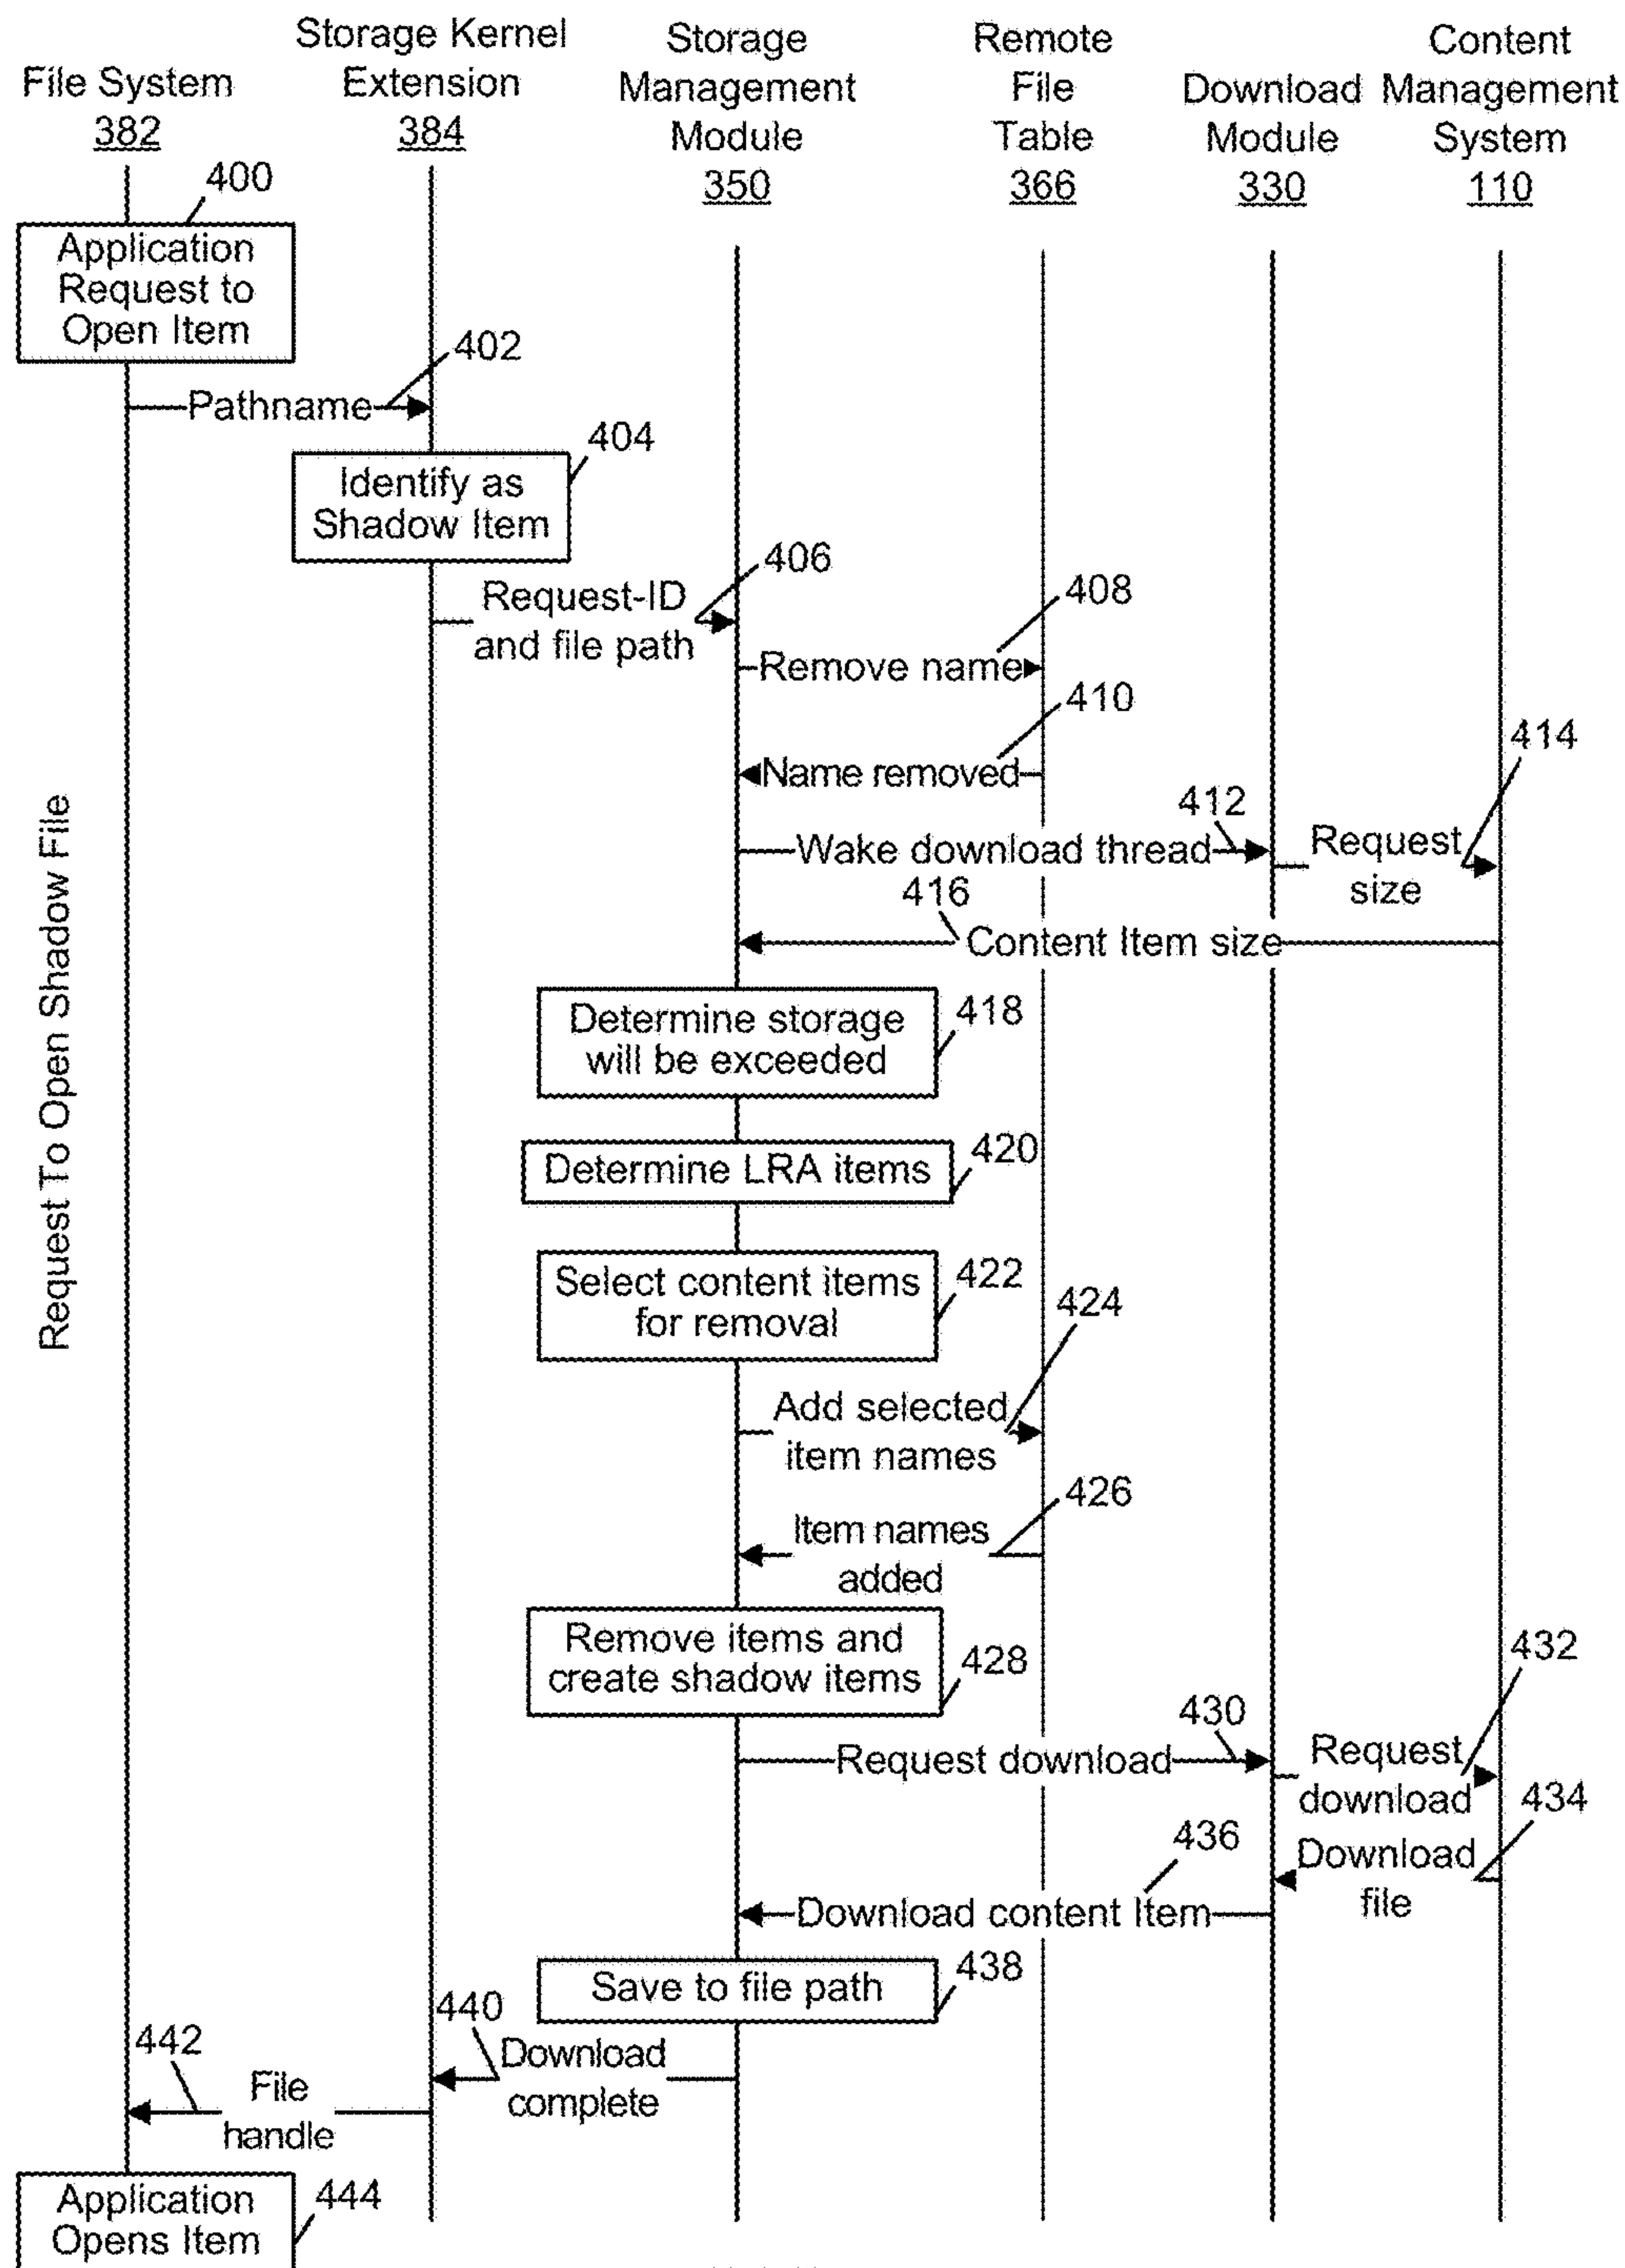 File System
382
Storage Kernel
Extension
384
Storage
Management
Module
350
Remote
File
Table
366
Download
Module
330
Content
Management
System
110
400
Application
Request to
Open Item
402
Pathname
404
Identify as
Shadow Item
406
Request-ID
and file path
408
Remove name
410
Name removed
412
Wake download thread
414
Request
size
416
Content Item size
418
Determine storage
will be exceeded
420
Determine LRA items
422
Select content items
for removal
424
Add selected
item names
426
Item names
added
428
Remove items and
create shadow items
430
Request download
432
Request
download
434
Download
file
436
Download content Item
438
Save to file path
440
Download
complete
442
File
handle
444
Application
Opens Item
Request To Open Shadow File